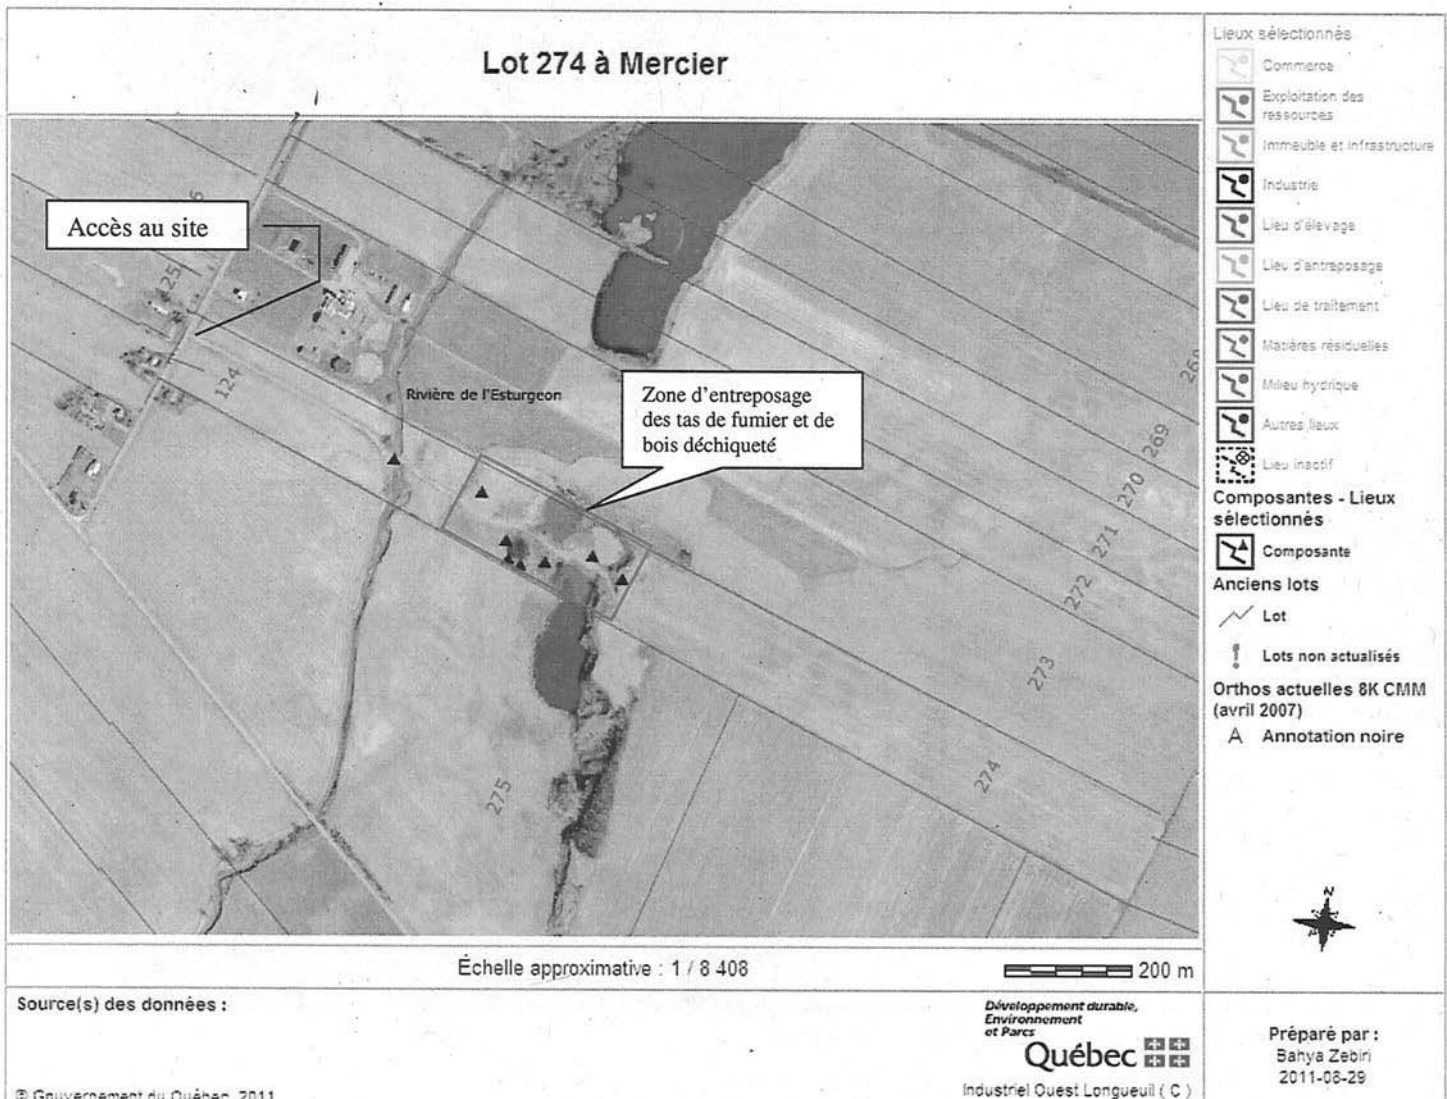 Lot 274 à Mercier
Accès au site
125
124
Rivière de l'Esturgeon
Zone d'entreposage
des tas de fumier et de
bois déchiqueté
269
270
271
272
273
274
275
Lieux sélectionnés
Commerce
Exploitation des
ressources
Immeuble et infrastructure
Industrie
Lieu d'élevage
Lieu d'entreposage
Lieu de traitement
Matières résiduelles
Milieu hydrique
Autres lieux
Lieu inactif
Composantes - Lieux
sélectionnés
Composante
Anciens lots
Lot
Lots non actualisés
Orthos actuelles 8K CMM
(avril 2007)
A Annotation noire
N
Échelle approximative : 1 / 8 408
200 m
Source(s) des données :
© Gouvernement du Québec, 2011
Développement durable,
Environnement
et Parcs
Québec
Industriel Ouest Longueuil ( C )
Préparé par :
Bahya Zebiri
2011-08-29